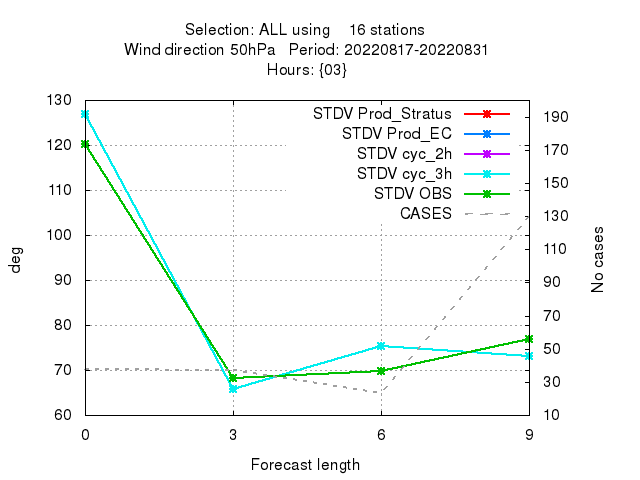 Selection: ALL using    16 stations
Wind direction 50hPa   Period: 20220817-20220831
Hours: {03}
130
120
110
100
90
80
70
60
deg
STDV Prod_Stratus
STDV Prod_EC
STDV cyc_2h
STDV cyc_3h
STDV OBS
CASES
190
170
150
130
110
90
70
50
30
10
No cases
0 3 6 9
Forecast length